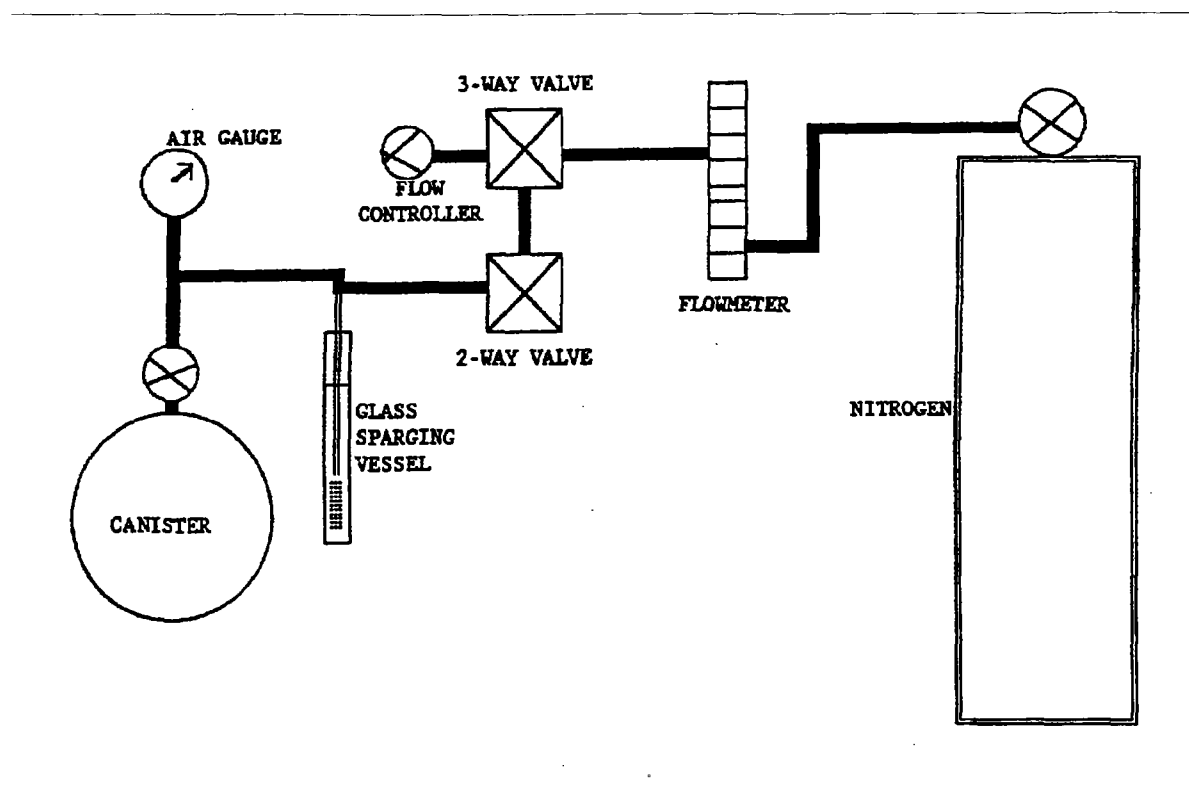 3-WAY VALVE
AIR GAUGE
FLOW
CONTROLLER
FLOWMETER
2-WAY VALVE
GLASS
SPARGING
VESSEL
NITROGEN
CANISTER